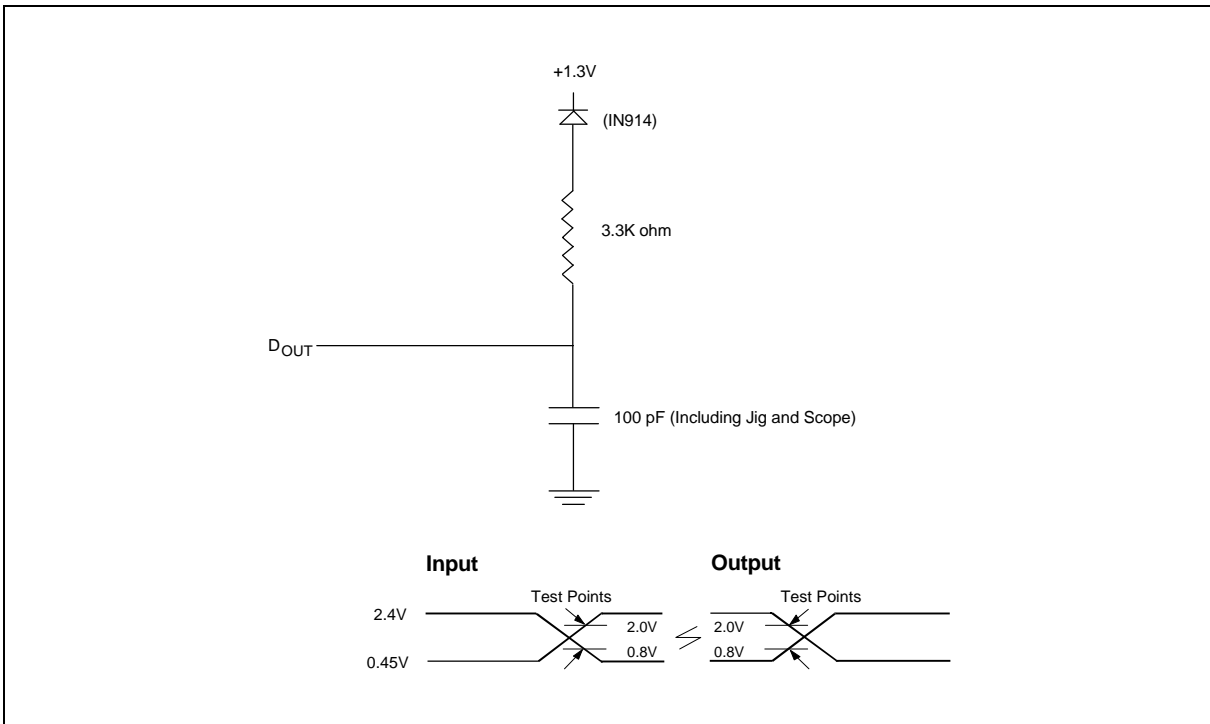 +1.3V
(IN914)
3.3K ohm
DOUT
100 pF (Including Jig and Scope)
Input
Output
Test Points
Test Points
2.4V
2.0V
2.0V
0.8V
0.8V
0.45V